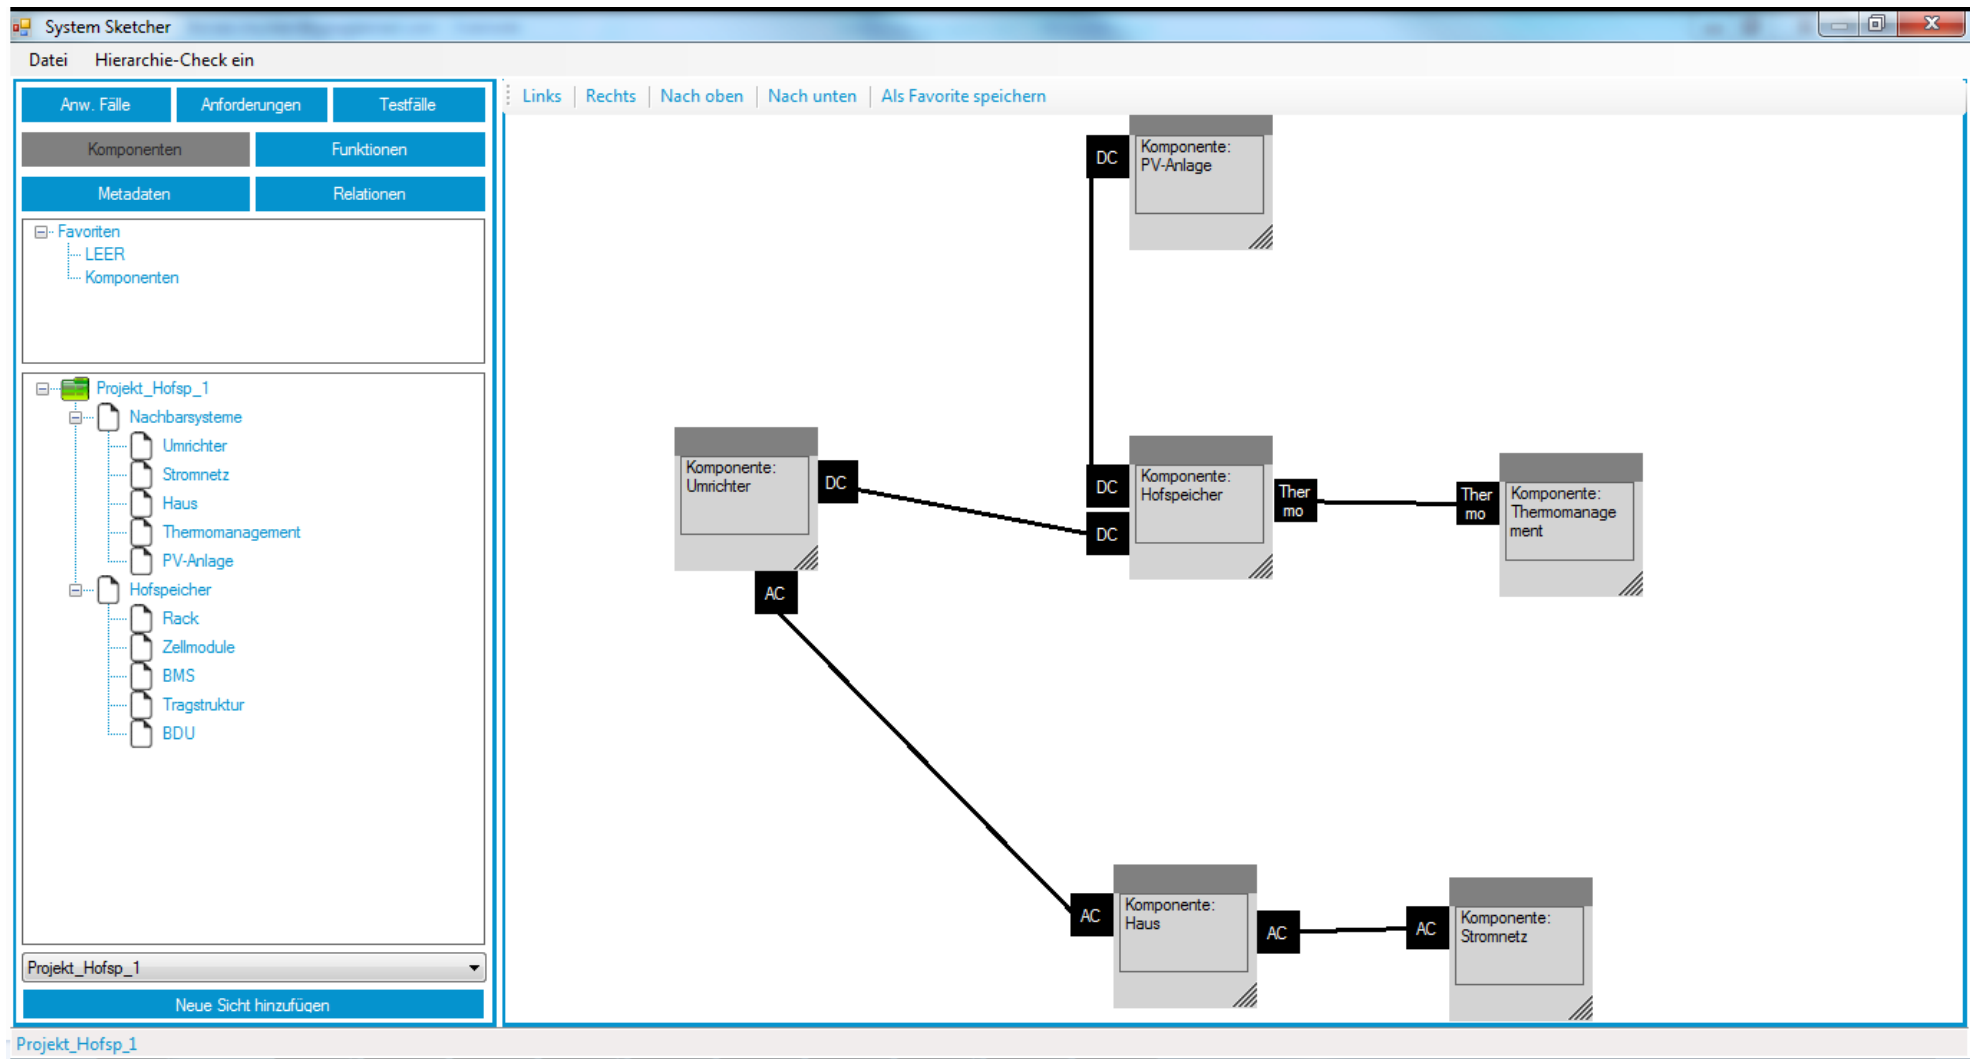 System Sketcher
Datei Hierarchie-Check ein
Anw. Fälle Anforderungen Testfälle
Komponenten Funktionen
Metadaten Relationen
Favoriten
LEER
Komponenten
Projekt_Hofsp_1
Nachbarsysteme
Umrichter
Stromnetz
Haus
Thermomanagement
PV-Anlage
Hofspeicher
Rack
Zellmodule
BMS
Tragstruktur
BDU
Projekt_Hofsp_1
Neue Sicht hinzufügen
Projekt_Hofsp_1
Links Rechts Nach oben Nach unten Als Favorite speichern
DC
Komponente:
PV-Anlage
Komponente:
Umrichter
DC
AC
DC
DC
Komponente:
Hofspeicher
Ther
mo
Ther
mo
Komponente:
Thermomanage
ment
AC
Komponente:
Haus
AC
AC
Komponente:
Stromnetz